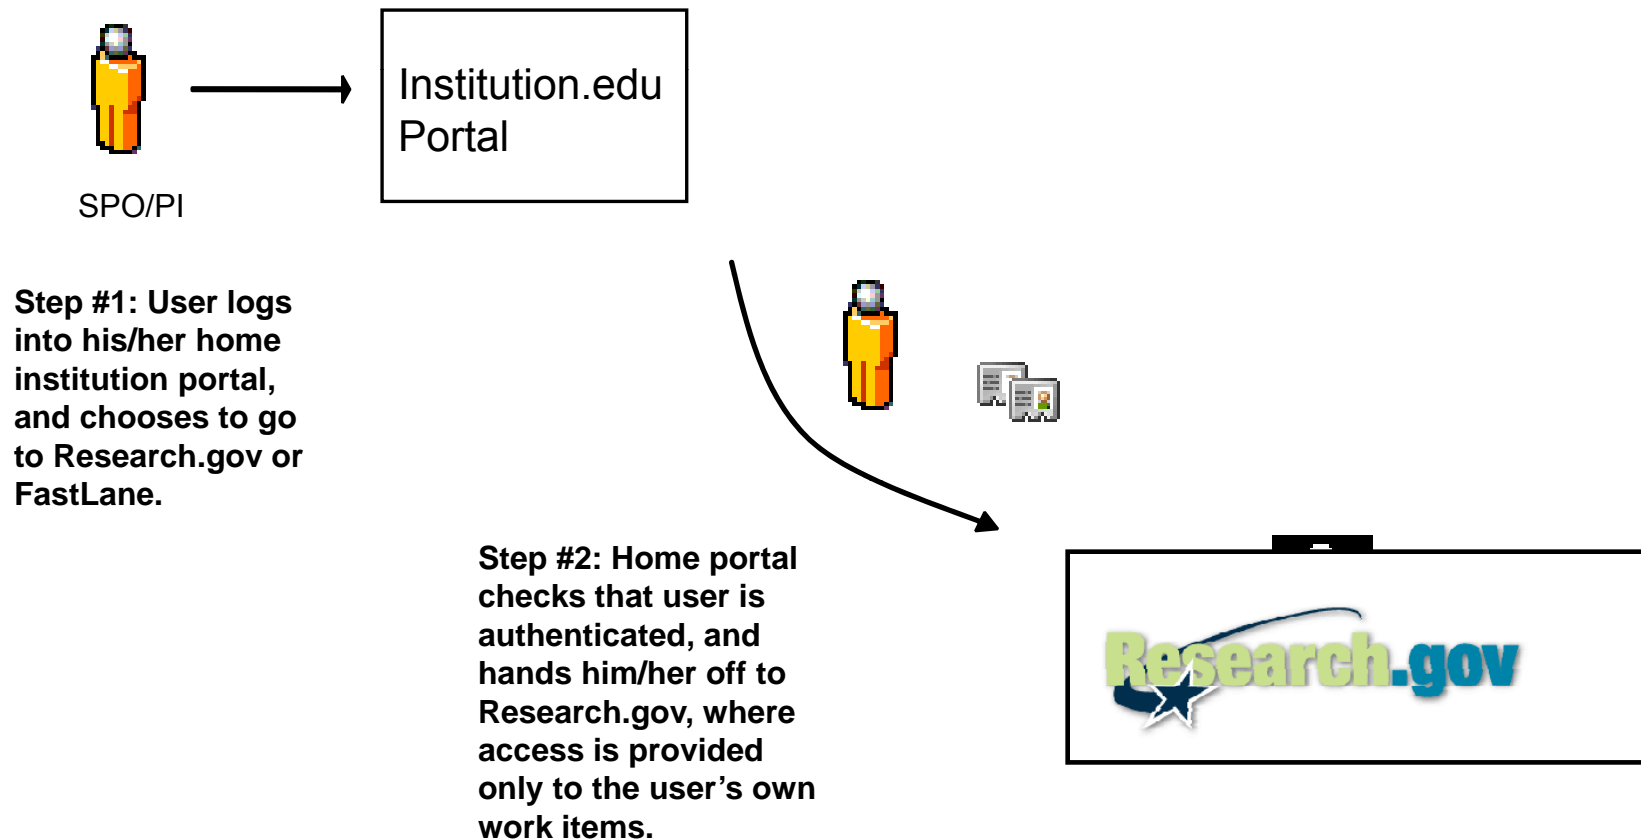 Institution.edu
Portal
SPO/PI
Step #1: User logs
into his/her home
institution portal,
and chooses to go
to Research.gov or
FastLane.
Step #2: Home portal
checks that user is
authenticated, and
hands him/her off to
Research.gov, where
access is provided
only to the user’s own
work items.
Research.gov